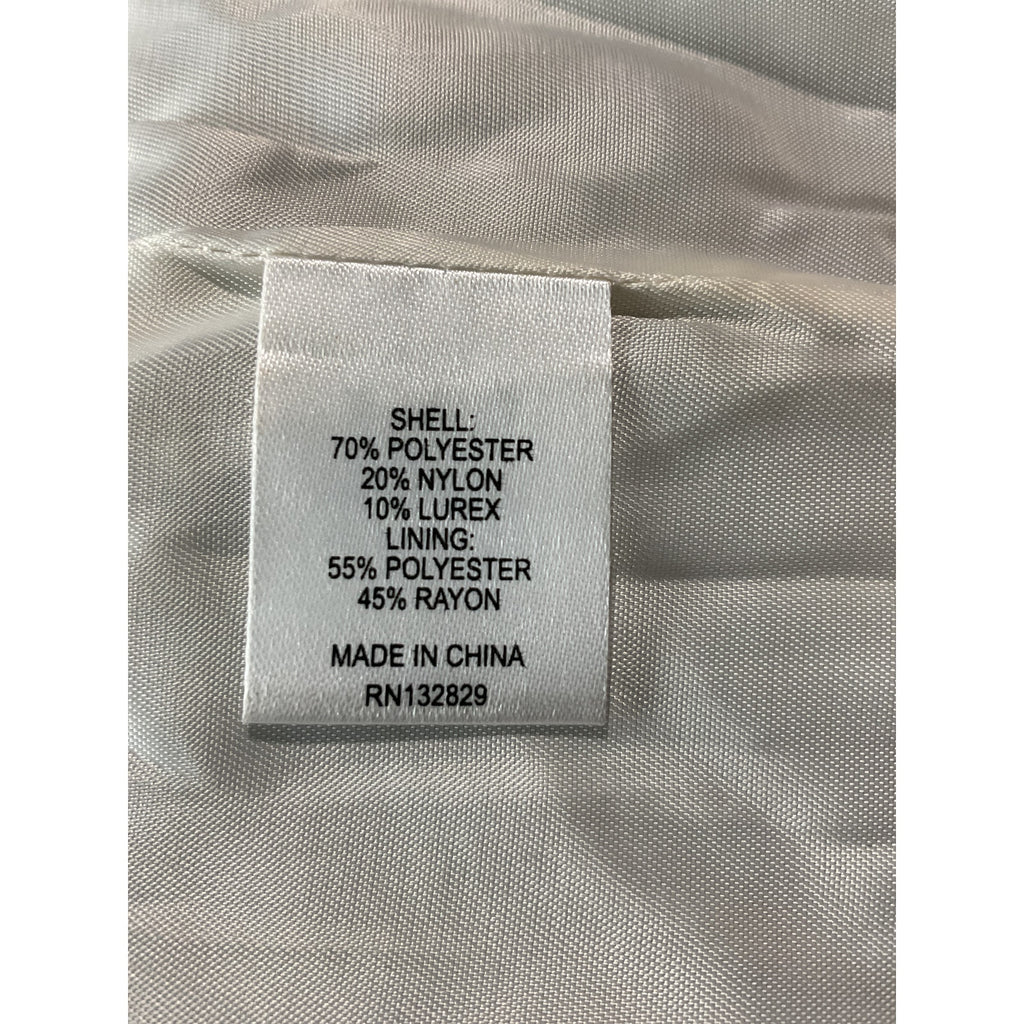 SHELL:
70% POLYESTER
20% NYLON
10% LUREX
LINING:
55% POLYESTER
45% RAYON
MADE IN CHINA
RN132829